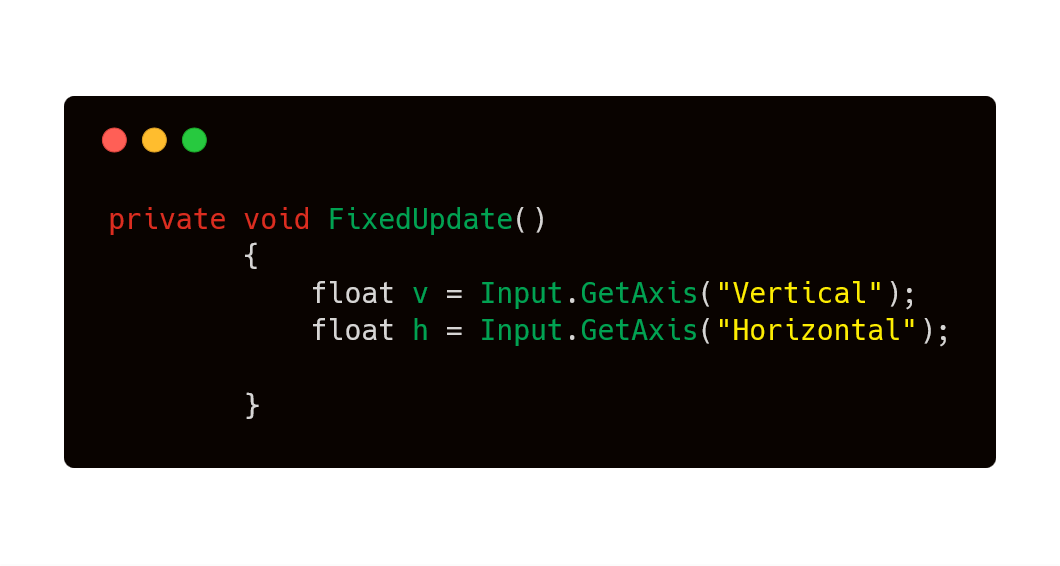 private void FixedUpdate()
{
float v = Input.GetAxis("Vertical");
float h = Input.GetAxis("Horizontal");
}